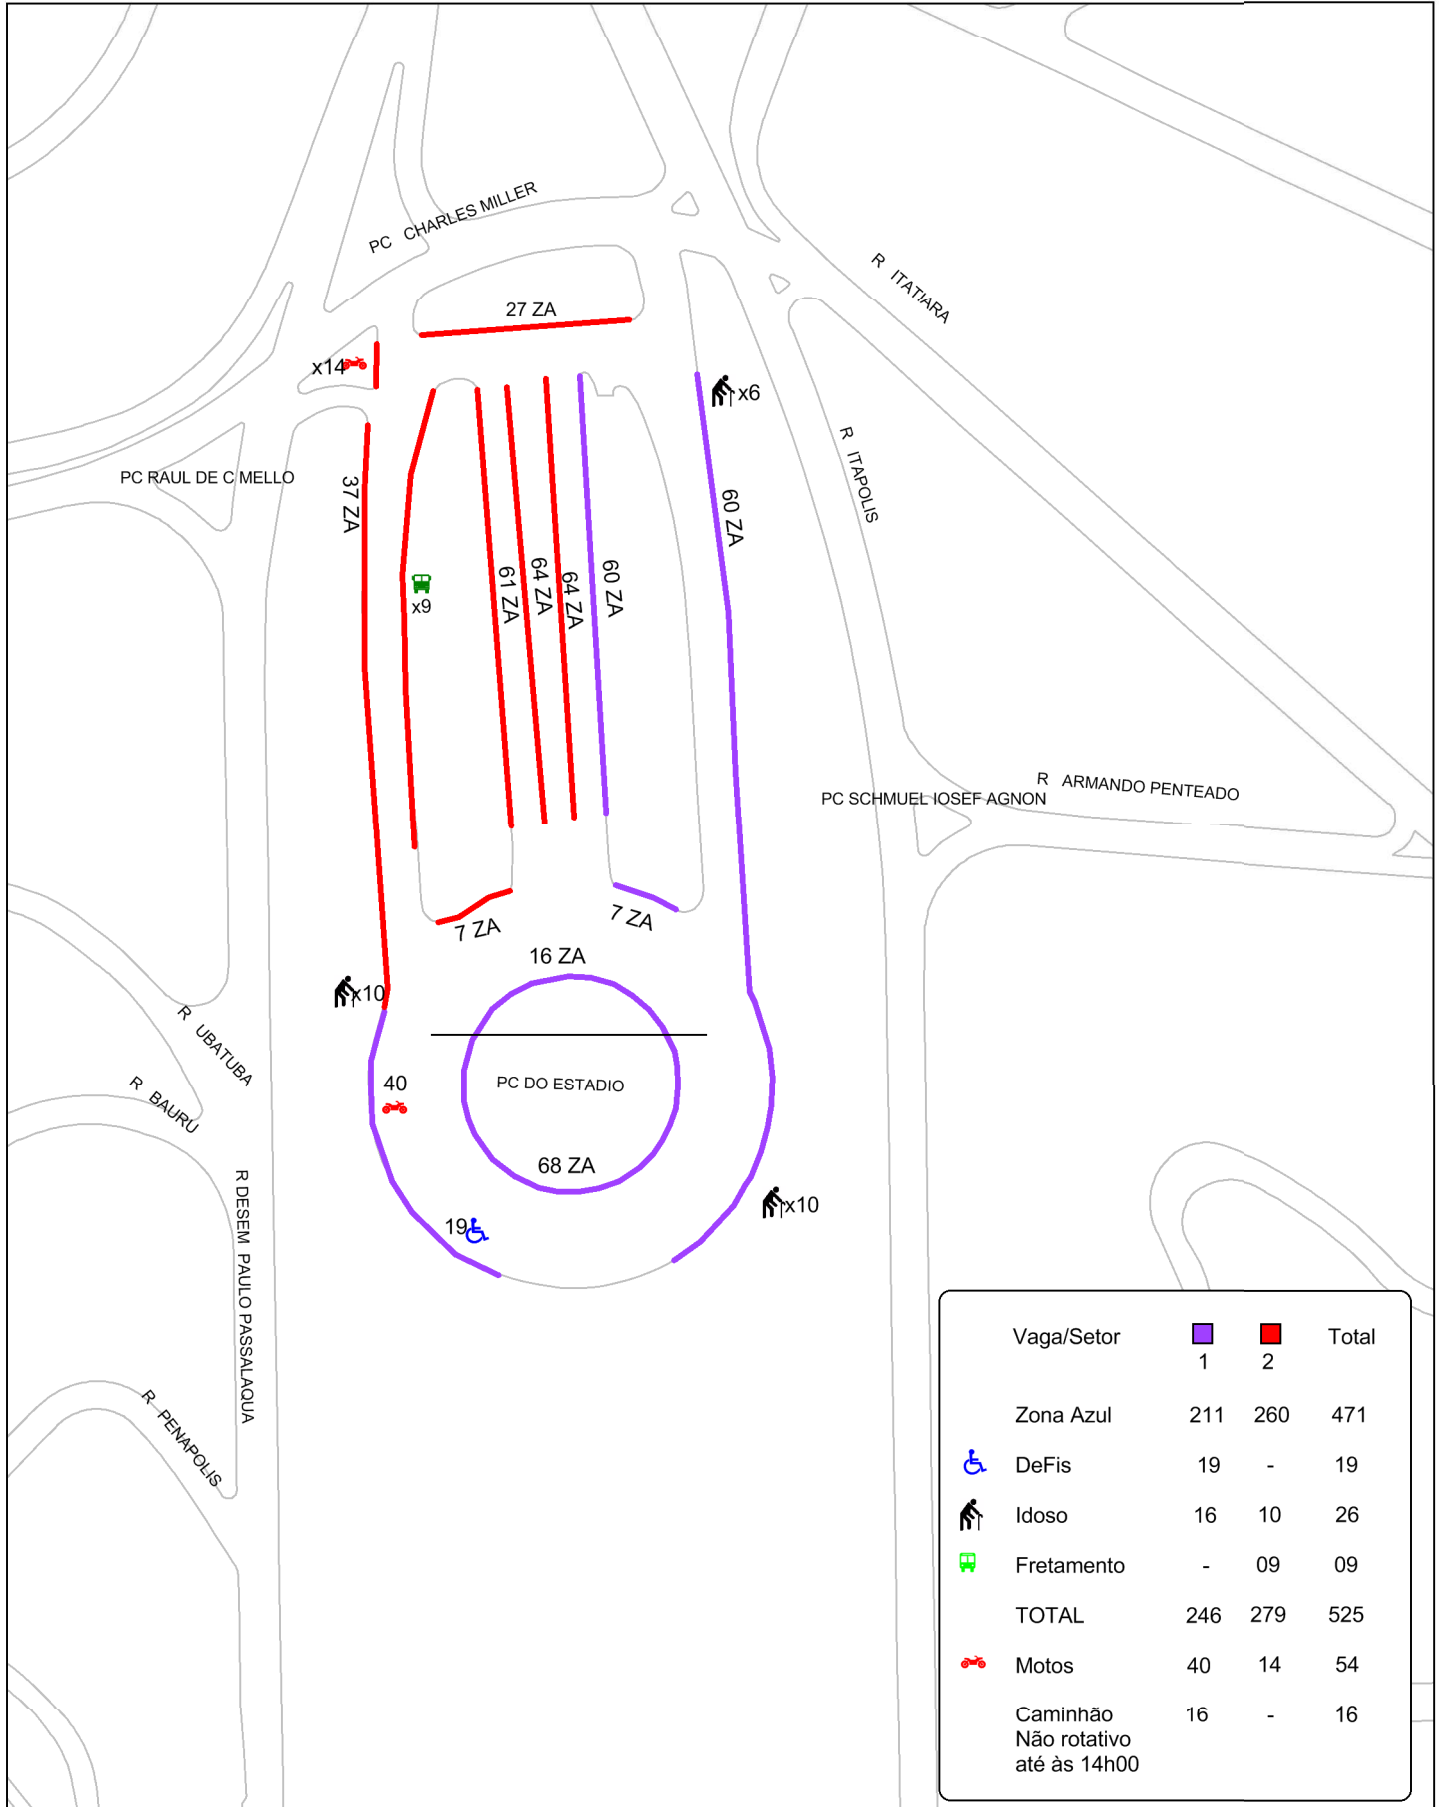 PC CHARLES MILLER
R ITATIARA
27 ZA
x14
x6
R ITAPOLIS
PC RAUL DE C MELLO
37 ZA
60 ZA
61 ZA
64 ZA
64 ZA
60 ZA
x9
R ARMANDO PENTEADO
PC SCHMUEL IOSEF AGNON
7 ZA
7 ZA
16 ZA
x10
R UBATUBA
R BAURU
40
PC DO ESTADIO
68 ZA
x10
19
R DESEM PAULO PASSALAQUA
R PENAPOLIS
Vaga/Setor 1 2 Total
Zona Azul 211 260 471
DeFis 19 - 19
Idoso 16 10 26
Fretamento - 09 09
TOTAL 246 279 525
Motos 40 14 54
Caminhão 16 - 16
Não rotativo
até às 14h00